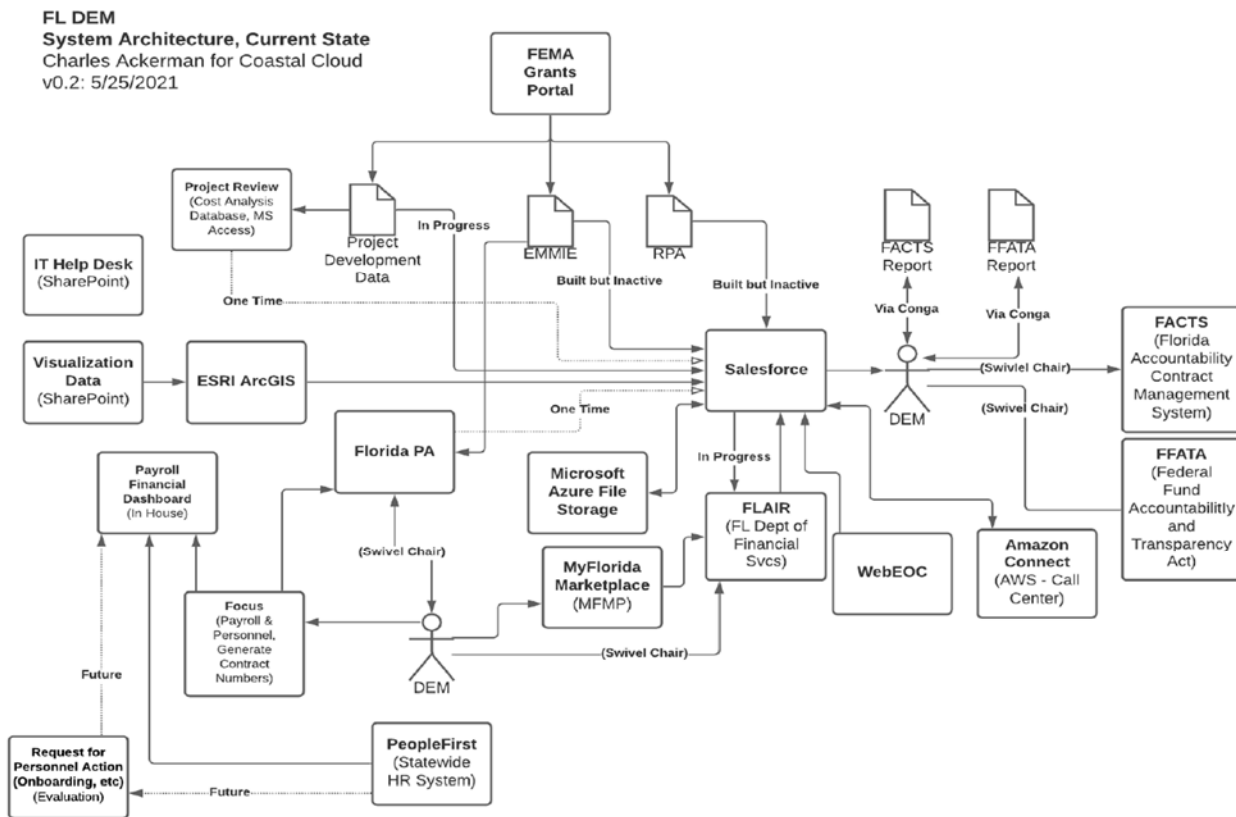 FL DEM
System Architecture, Current State
Charles Ackerman for Coastal Cloud
v0.2: 5/25/2021
FEMA
Grants
Portal
Project Review
(Cost Analysis
Database, MS
Access)
Project
Development
Data
In Progress
EMMIE
RPA
FACTS
Report
FFATA
Report
IT Help Desk
(SharePoint)
One Time
Built but Inactive
Built but Inactive
Via Conga
Via Conga
Visualization
Data
(SharePoint)
ESRI ArcGIS
Salesforce
DEM
(Swivlel Chair)
(Swivel Chair)
FACTS
(Florida
Accountability
Contract
Management
System)
One Time
Florida PA
In Progress
Payroll
Financial
Dashboard
(In House)
Microsoft
Azure File
Storage
FLAIR
(FL Dept of
Financial
Svcs)
WebEOC
Amazon
Connect
(AWS - Call
Center)
FFATA
(Federal
Fund
Accountabilitly
and
Transparency
Act)
(Swivel Chair)
MyFlorida
Marketplace
(MFMP)
Focus
(Payroll &
Personnel,
Generate
Contract
Numbers)
DEM
(Swivel Chair)
Future
Request for
Personnel Action
(Onboarding, etc)
(Evaluation)
Future
PeopleFirst
(Statewide
HR System)